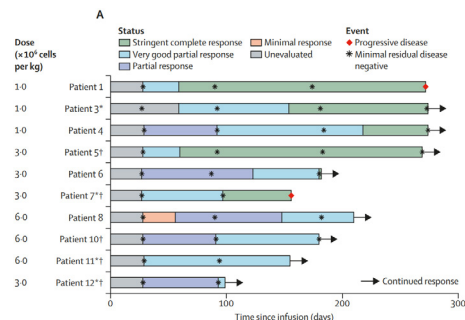 A
Status
Event
Stringent complete response
Minimal response
Progressive disease
Very good partial response
Unevaluated
Minimal residual disease
negative
Partial response
Dose
(× 10⁶ cells
per kg)
1·0 Patient 1
1·0 Patient 3*
1·0 Patient 4
3·0 Patient 5†
3·0 Patient 6
3·0 Patient 7*†
6·0 Patient 8
6·0 Patient 10†
6·0 Patient 11*†
3·0 Patient 12*†
Continued response
0 100 200 300
Time since infusion (days)